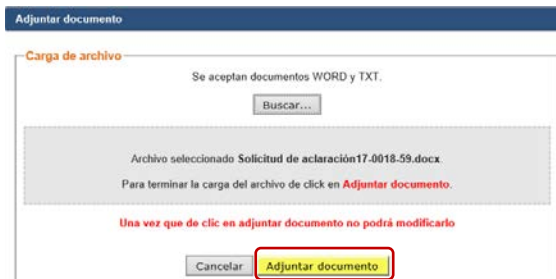 Adjuntar documento
Carga de archivo
Se aceptan documentos WORD y TXT.
Buscar...
Archivo seleccionado Solicitud de aclaración17-0018-59.docx.
Para terminar la carga del archivo de click en Adjuntar documento.
Una vez que de clic en adjuntar documento no podrá modificarlo
Cancelar Adjuntar documento